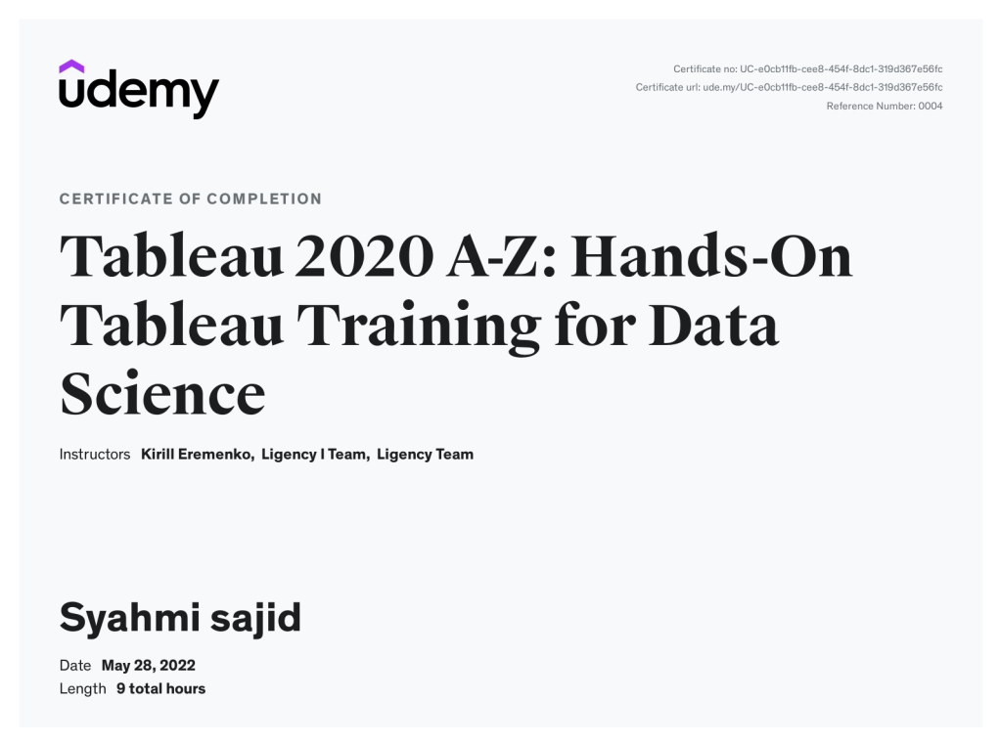 udemy
Certificate no: UC-e0cb11fb-cee8-454f-8dc1-319d367e56fc
Certificate url: ude.my/UC-e0cb11fb-cee8-454f-8dc1-319d367e56fc
Reference Number: 0004
CERTIFICATE OF COMPLETION
Tableau 2020 A-Z: Hands-On
Tableau Training for Data
Science
Instructors Kirill Eremenko, Ligency I Team, Ligency Team
Syahmi sajid
Date May 28, 2022
Length 9 total hours